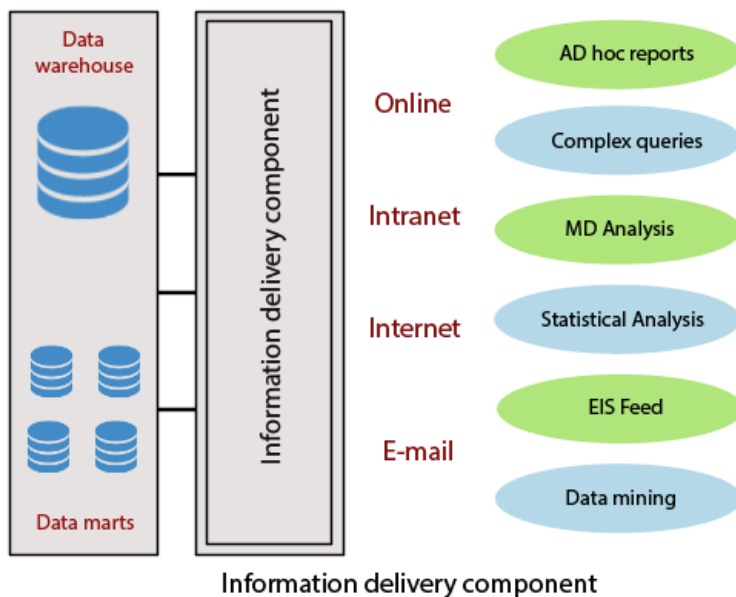 Data
warehouse
Data marts
Information delivery component
Online
Intranet
Internet
E-mail
AD hoc reports
Complex queries
MD Analysis
Statistical Analysis
EIS Feed
Data mining
Information delivery component